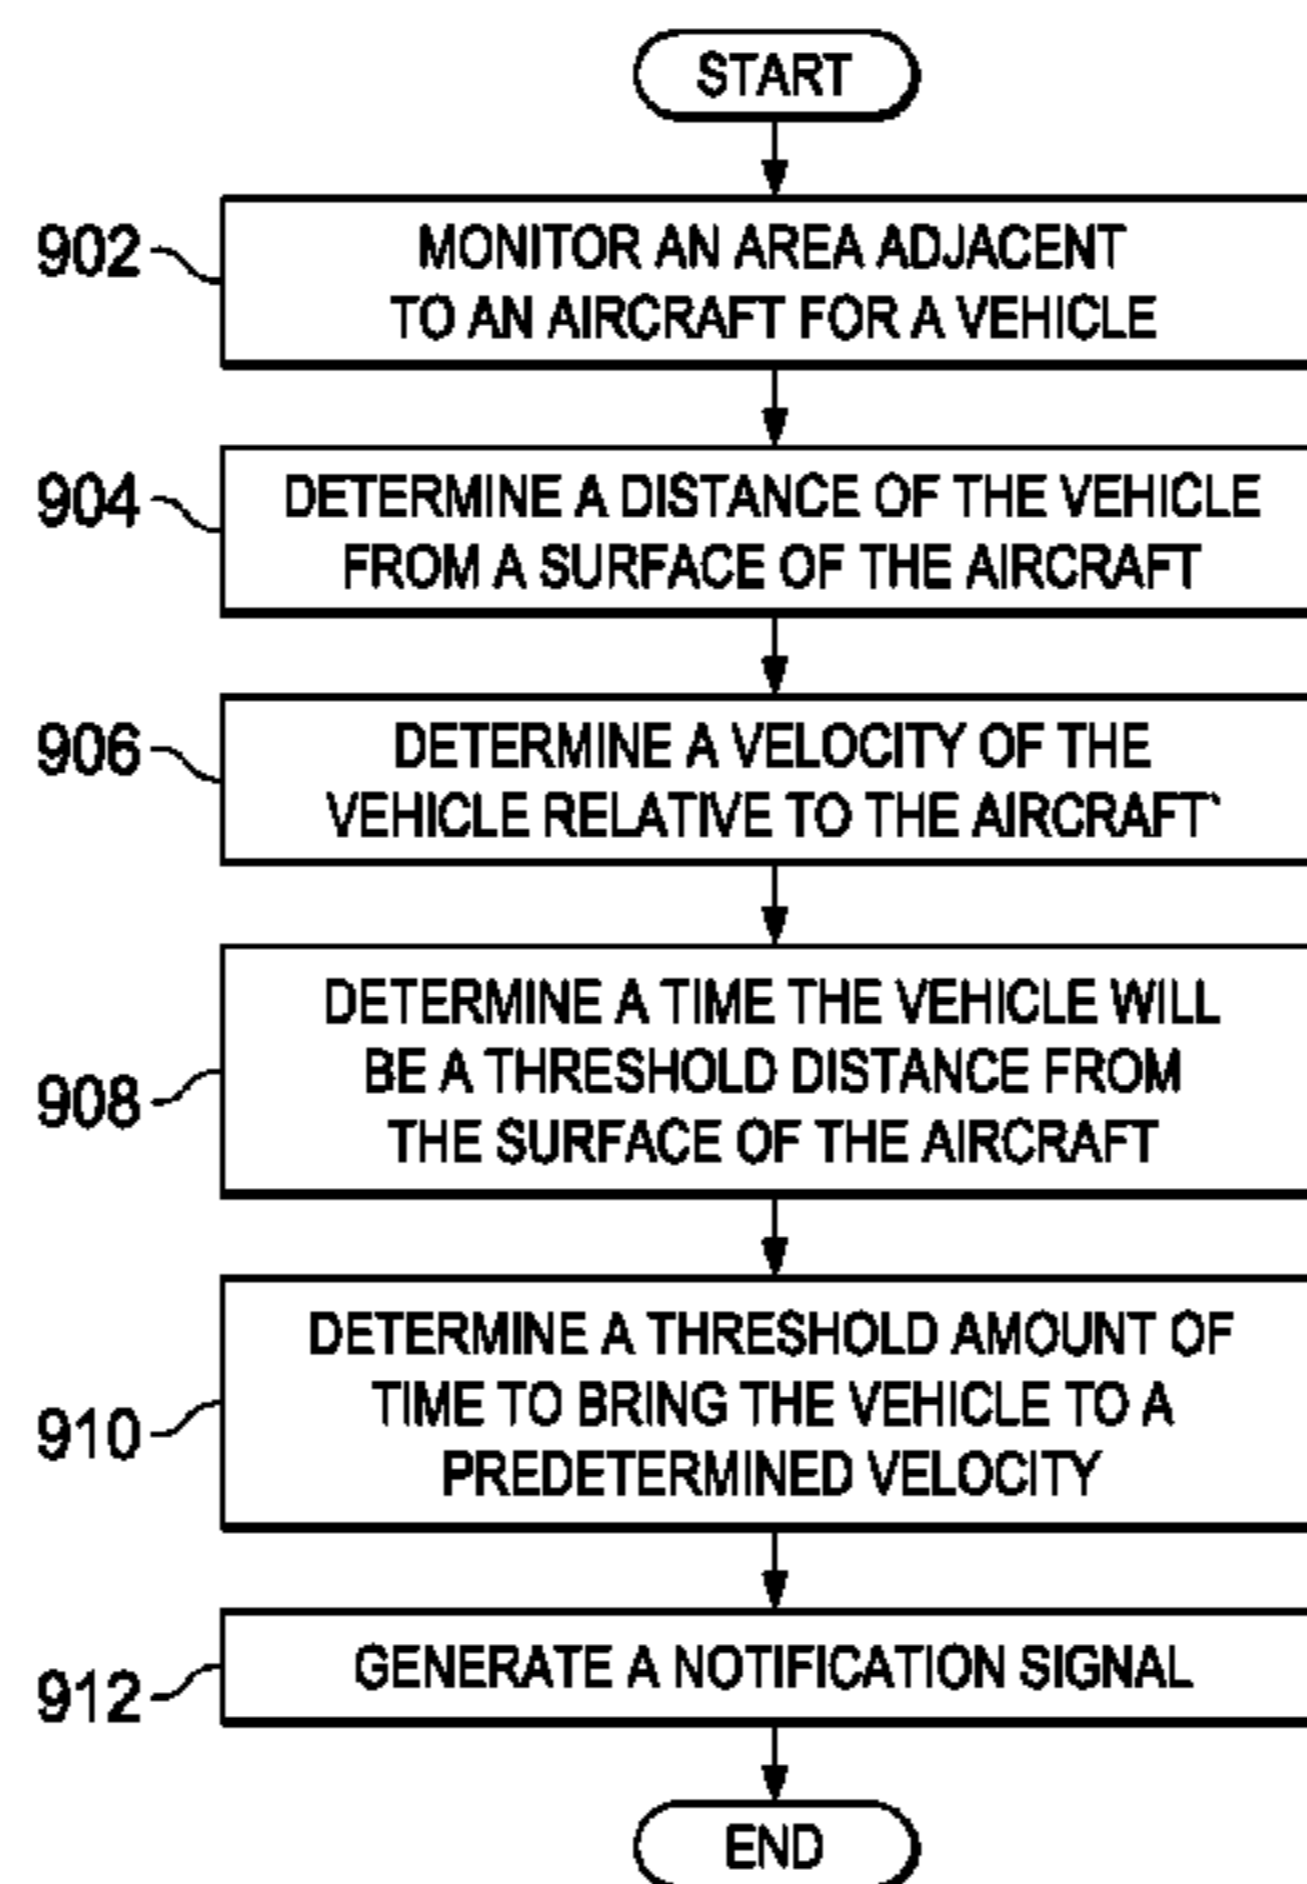 START
902
MONITOR AN AREA ADJACENT
TO AN AIRCRAFT FOR A VEHICLE
904
DETERMINE A DISTANCE OF THE VEHICLE
FROM A SURFACE OF THE AIRCRAFT
906
DETERMINE A VELOCITY OF THE
VEHICLE RELATIVE TO THE AIRCRAFT`
908
DETERMINE A TIME THE VEHICLE WILL
BE A THRESHOLD DISTANCE FROM
THE SURFACE OF THE AIRCRAFT
910
DETERMINE A THRESHOLD AMOUNT OF
TIME TO BRING THE VEHICLE TO A
PREDETERMINED VELOCITY
912
GENERATE A NOTIFICATION SIGNAL
END